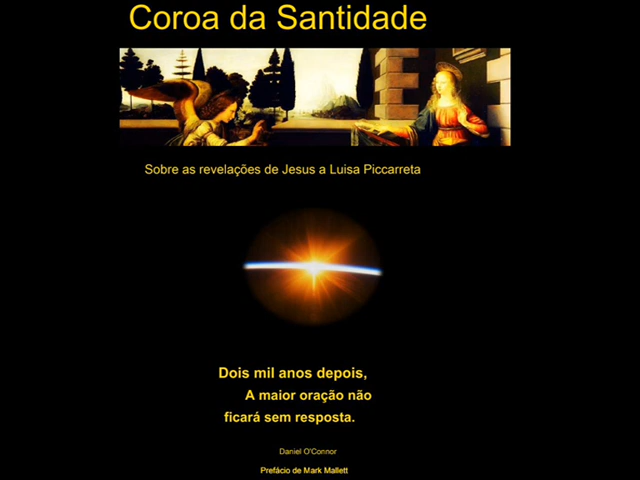 Coroa da Santidade
Sobre as revelações de Jesus a Luisa Piccarreta
Dois mil anos depois,
A maior oração não
ficará sem resposta.
Daniel O'Connor
Prefácio de Mark Mallett